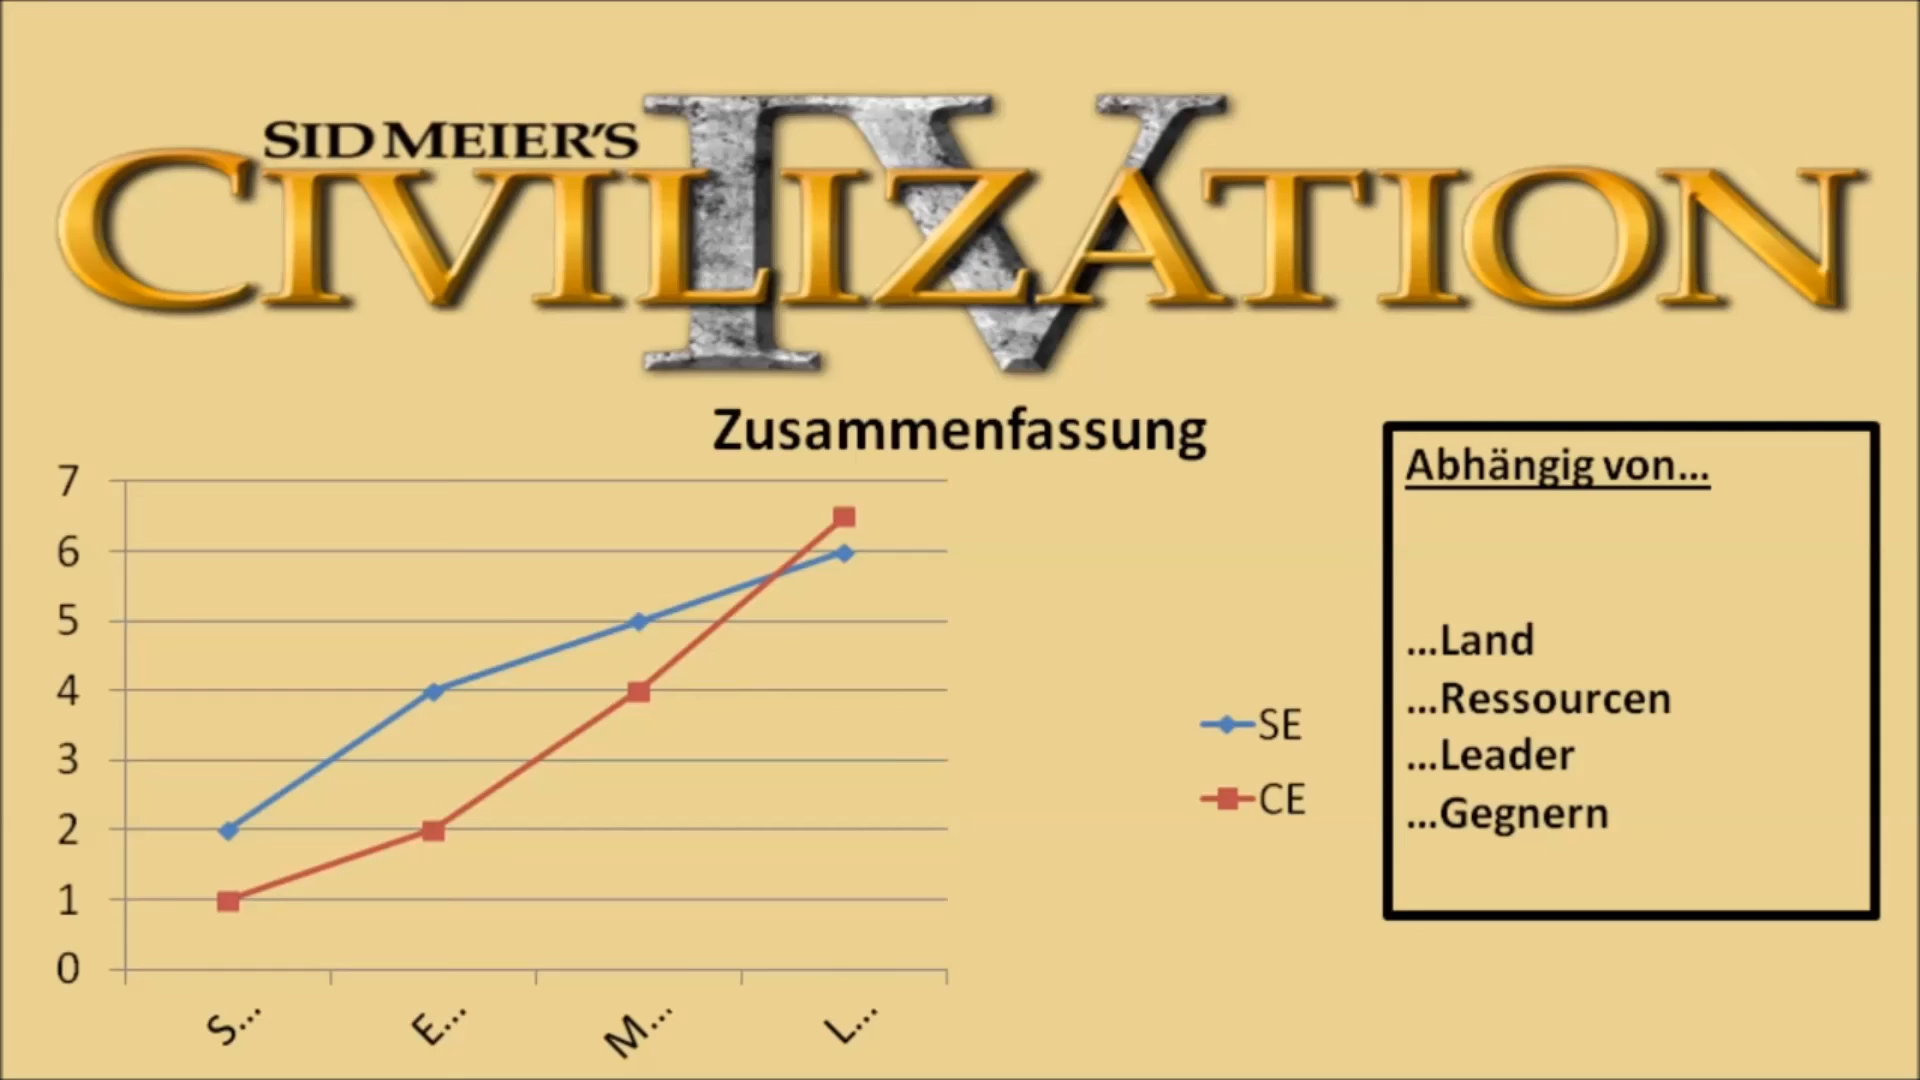 SID MEIER'S
CIVILIZATION
IV
Zusammenfassung
7
6
5
4
3
2
1
0
S...
E...
M...
L...
SE
CE
Abhängig von...
...Land
...Ressourcen
...Leader
...Gegnern